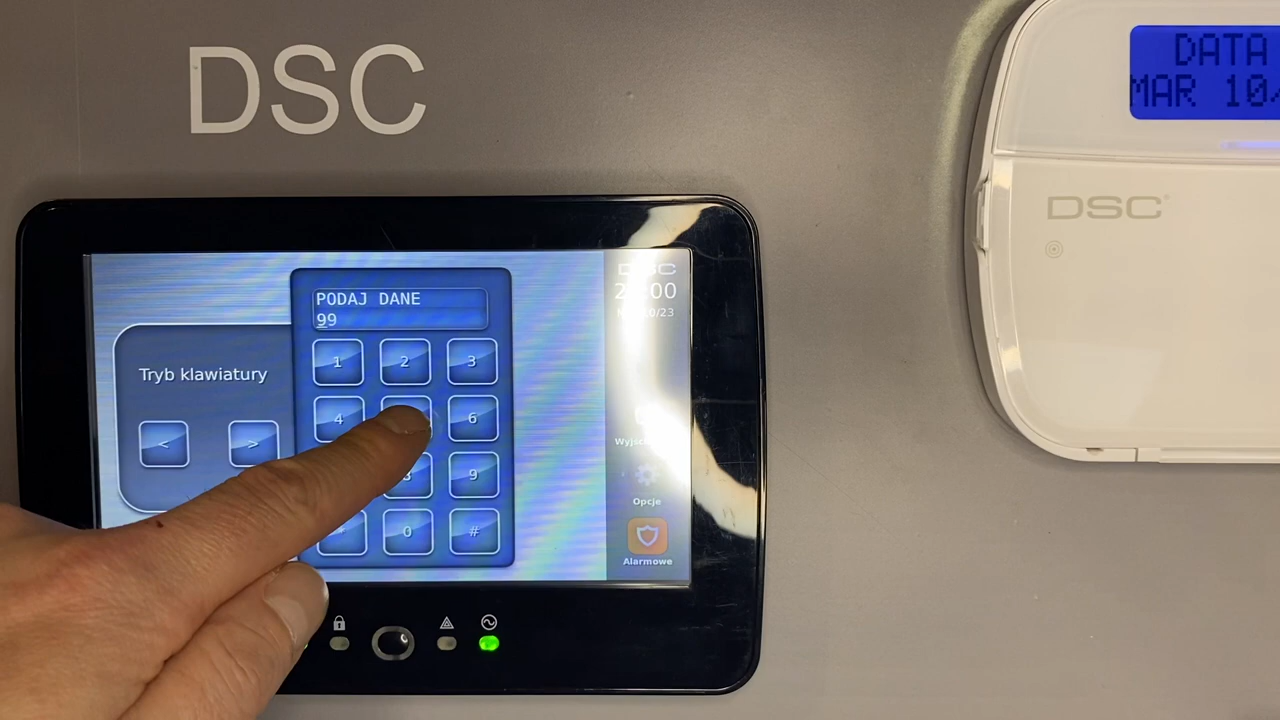 DSC
DATA
MAR 10/
DSC
PODAJ DANE
99
Tryb klawiatury
< >
1 2 3
4 6
9
* 0 #
DSC
Opcje
Alarmowe